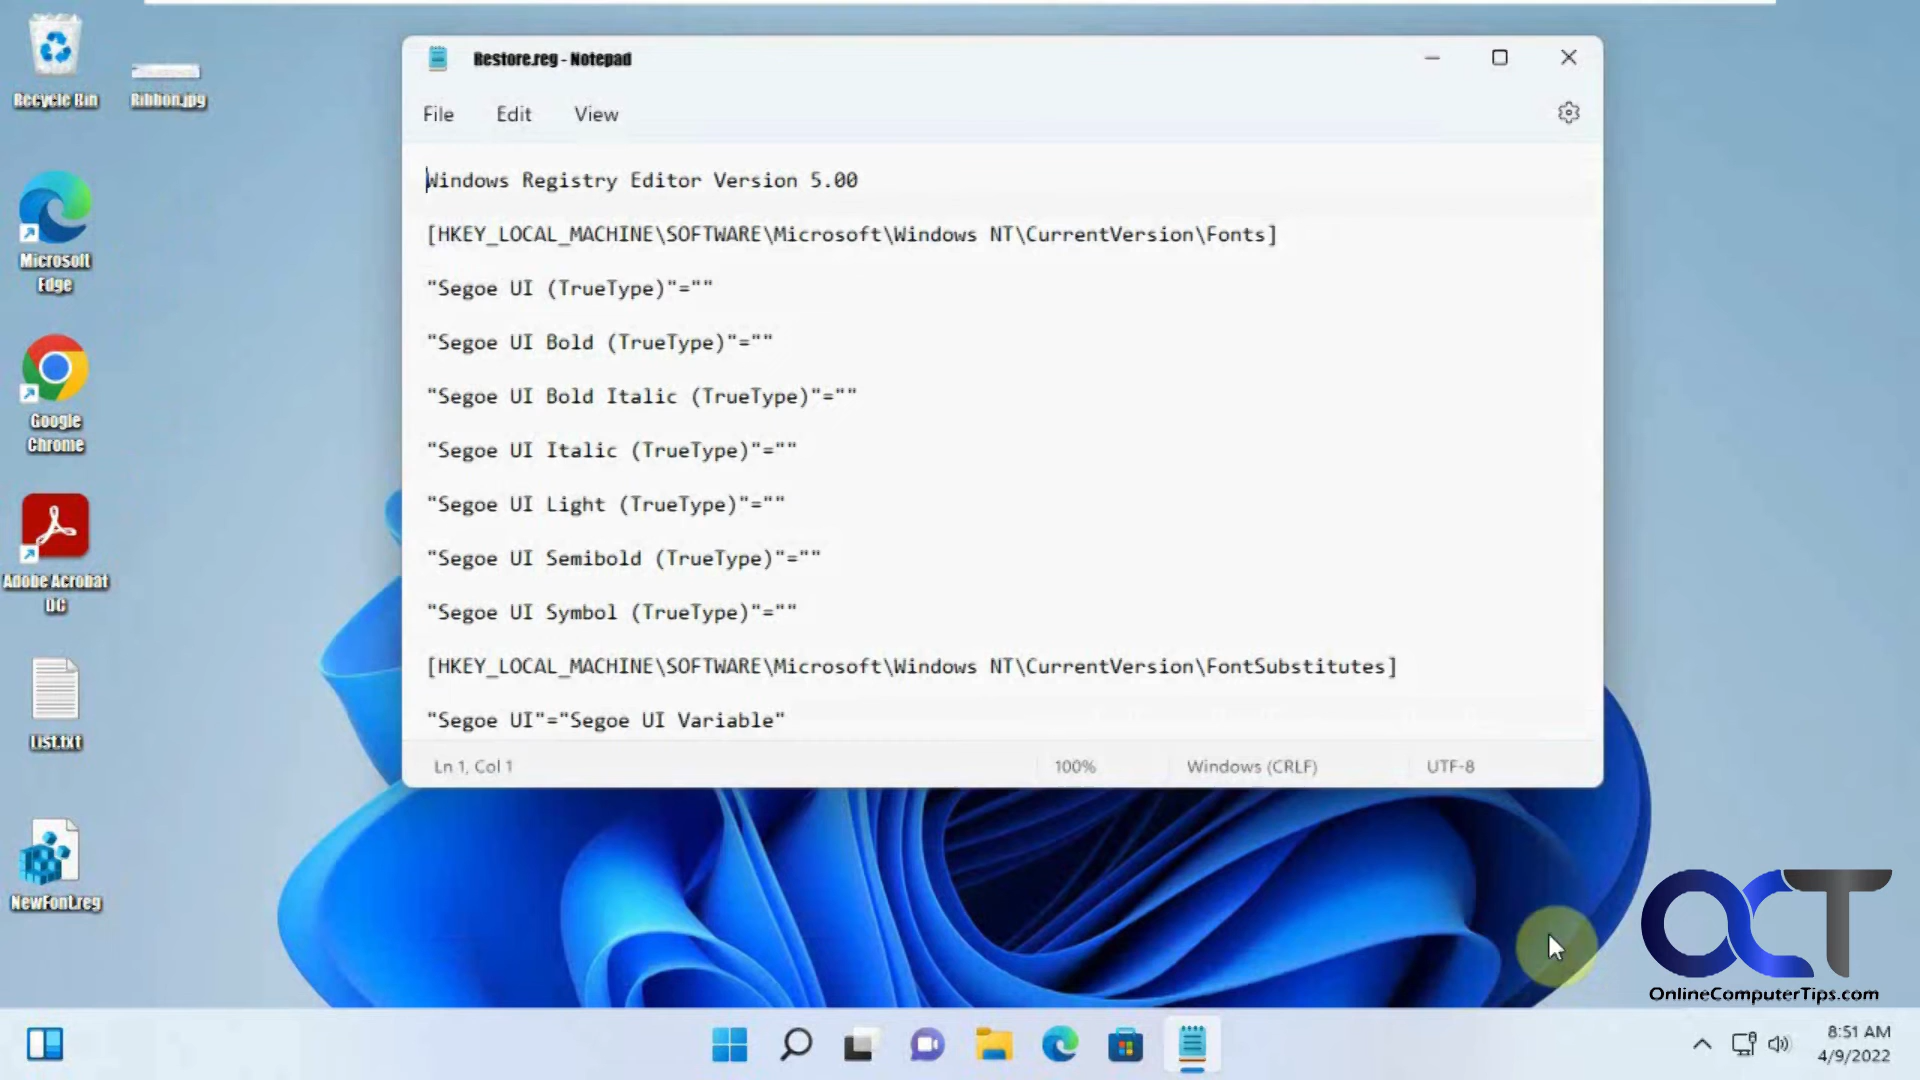 Recycle Bin
Ribbon.jpg
Microsoft
Edge
Google
Chrome
Adobe Acrobat
DC
List.txt
NewFont.reg
Restore.reg - Notepad
File Edit View
Windows Registry Editor Version 5.00
[HKEY_LOCAL_MACHINE\SOFTWARE\Microsoft\Windows NT\CurrentVersion\Fonts]
"Segoe UI (TrueType)"=""
"Segoe UI Bold (TrueType)"=""
"Segoe UI Bold Italic (TrueType)"=""
"Segoe UI Italic (TrueType)"=""
"Segoe UI Light (TrueType)"=""
"Segoe UI Semibold (TrueType)"=""
"Segoe UI Symbol (TrueType)"=""
[HKEY_LOCAL_MACHINE\SOFTWARE\Microsoft\Windows NT\CurrentVersion\FontSubstitutes]
"Segoe UI"="Segoe UI Variable"
Ln 1, Col 1 100% Windows (CRLF) UTF-8
OCT
OnlineComputerTips.com
8:51 AM
4/9/2022